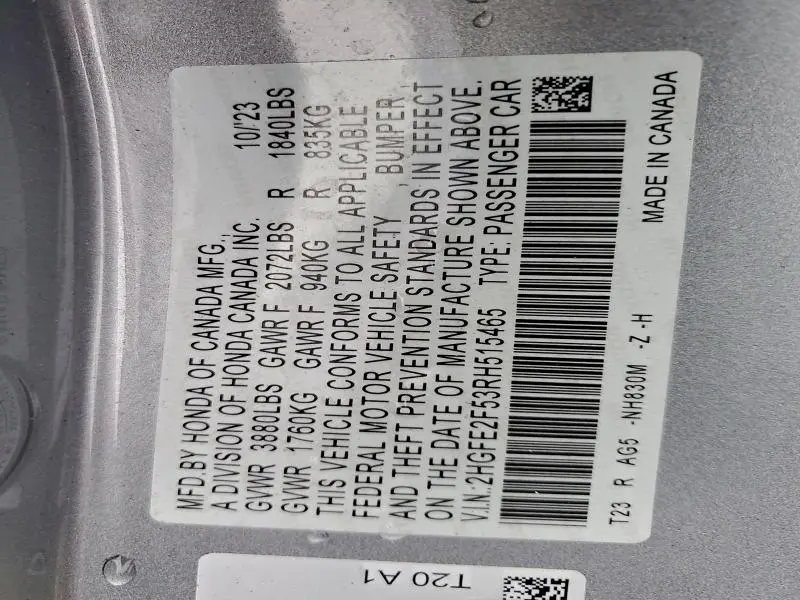 MFD.BY HONDA OF CANADA MFG., 10/'23
A DIVISION OF HONDA CANADA INC.
GVWR 3880LBS GAWR F 2072LBS R 1840LBS
GVWR 1760KG GAWR F 940KG R 835KG
THIS VEHICLE CONFORMS TO ALL APPLICABLE
FEDERAL MOTOR VEHICLE SAFETY , BUMPER ,
AND THEFT PREVENTION STANDARDS IN EFFECT
ON THE DATE OF MANUFACTURE SHOWN ABOVE.
V.I.N.:2HGFE2F53RH515465 TYPE: PASSENGER CAR
T23 R AG5 -NH830M -Z -H MADE IN CANADA
T20 A1